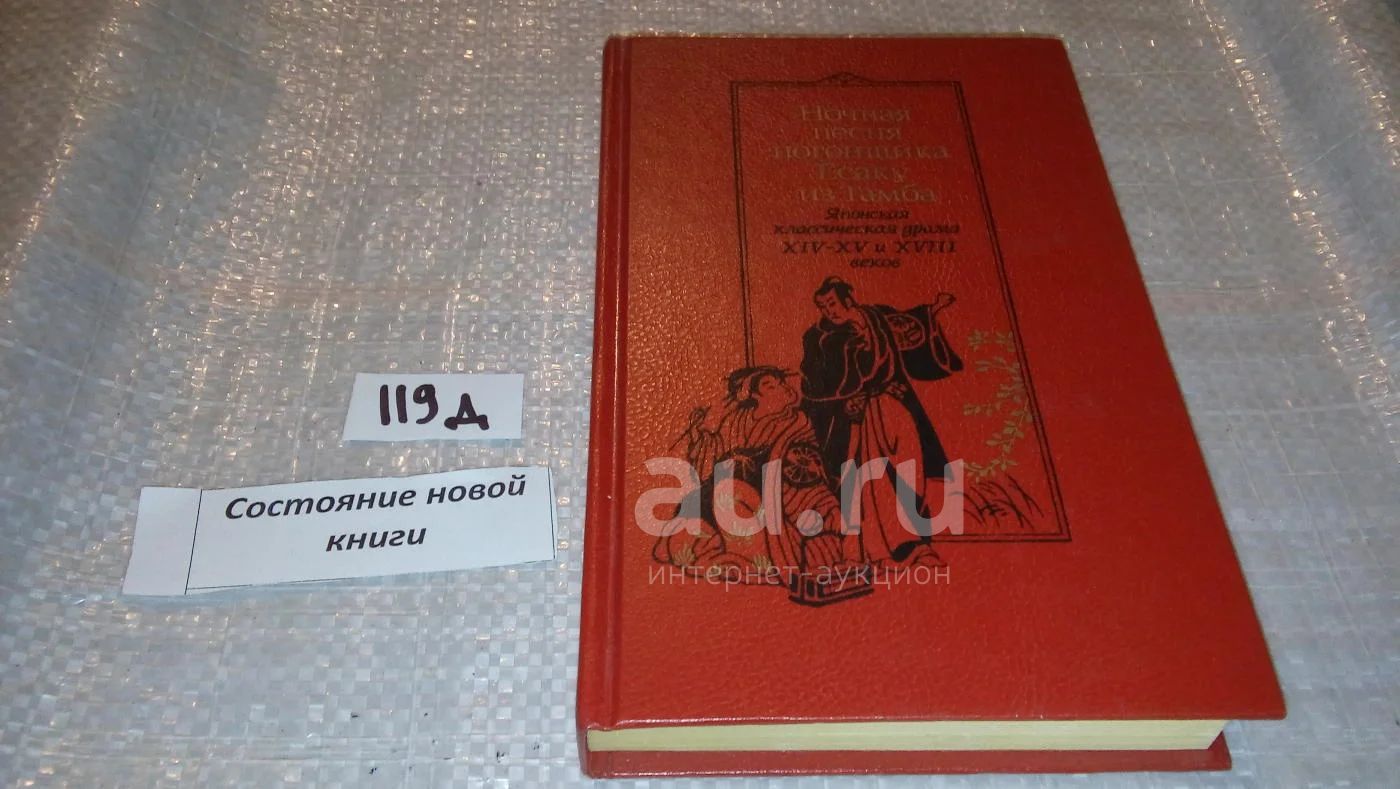 Ночная
песня
погонщика
Ёсаку
из Тамба
Японская
классическая драма
XIV-XV и XVIII
веков
119д
Состояние новой
книги
au.ru
интернет-аукцион